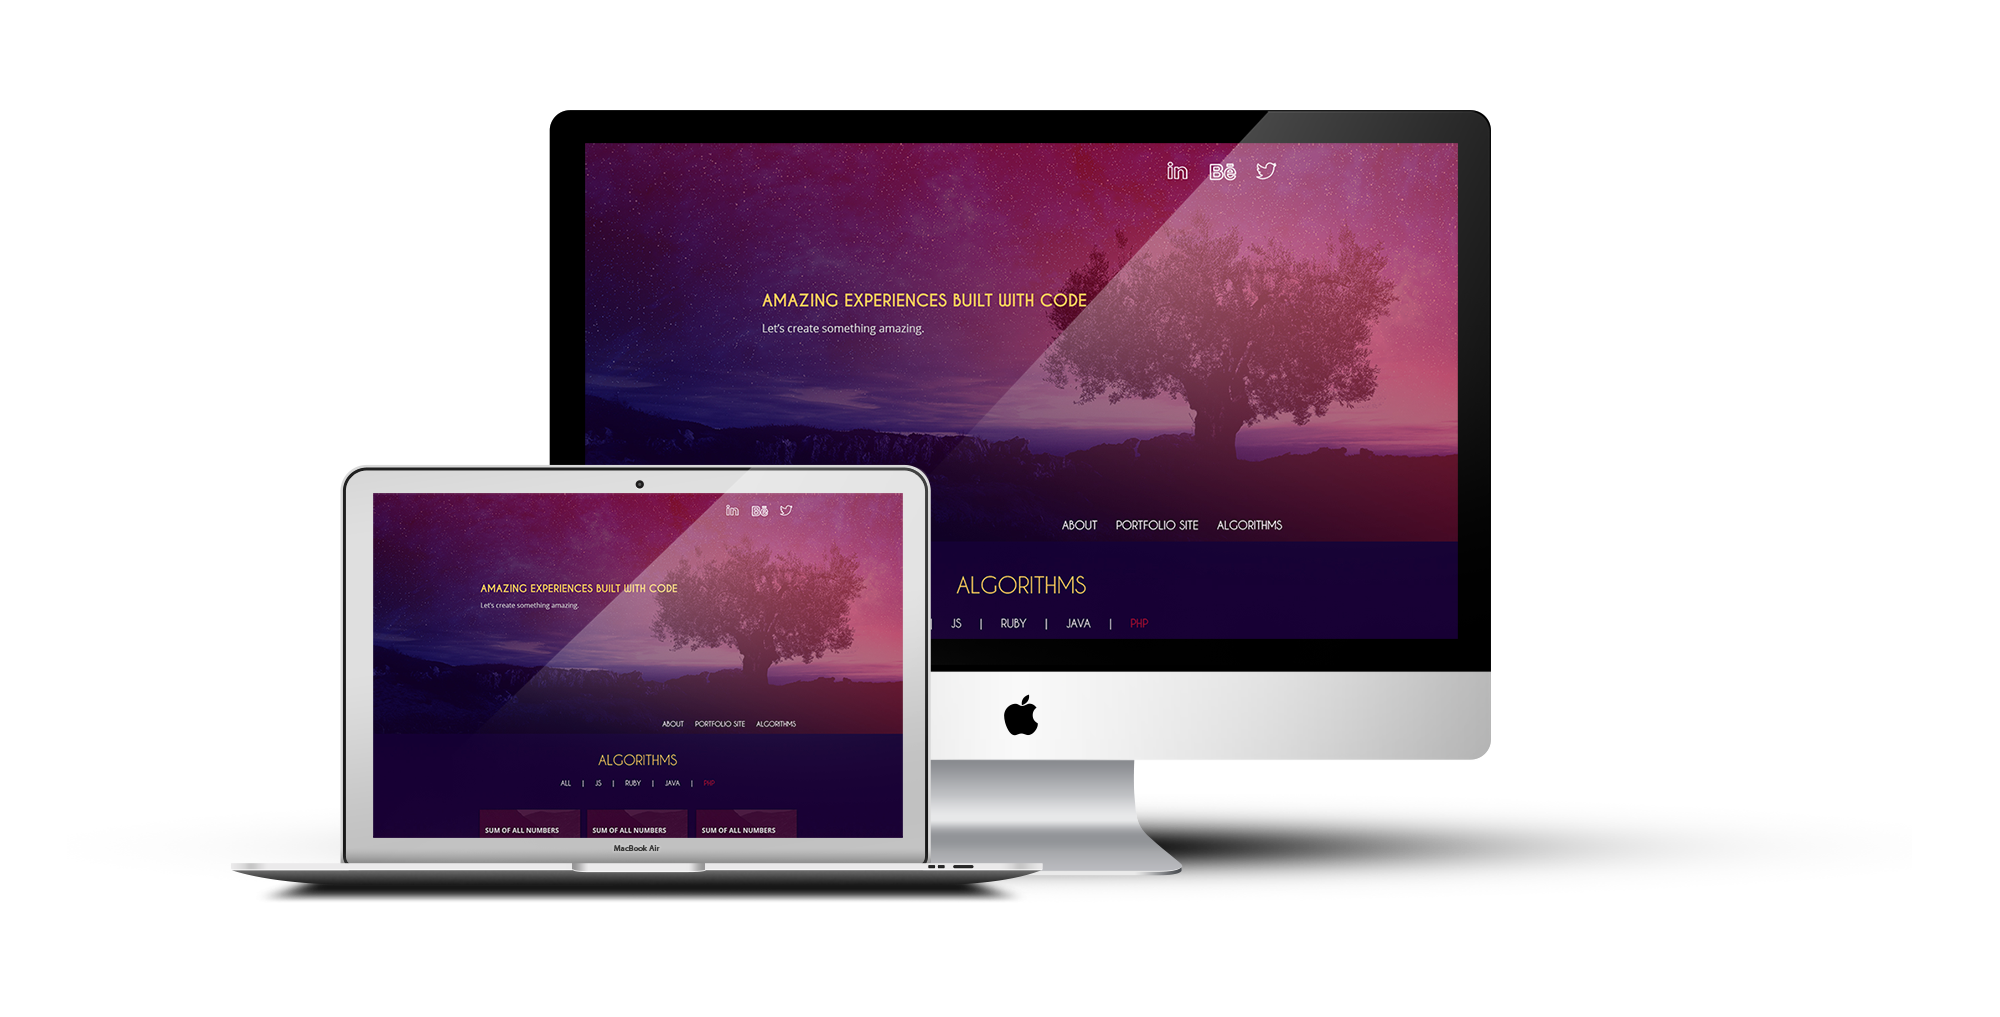 in Bē
AMAZING EXPERIENCES BUILT WITH CODE
Let's create something amazing.
ABOUT PORTFOLIO SITE ALGORITHMS
ALGORITHMS
| JS | RUBY | JAVA | PHP
in Bē
AMAZING EXPERIENCES BUILT WITH CODE
Let's create something amazing.
ABOUT PORTFOLIO SITE ALGORITHMS
ALGORITHMS
ALL | JS | RUBY | JAVA | PHP
SUM OF ALL NUMBERS SUM OF ALL NUMBERS SUM OF ALL NUMBERS
MacBook Air